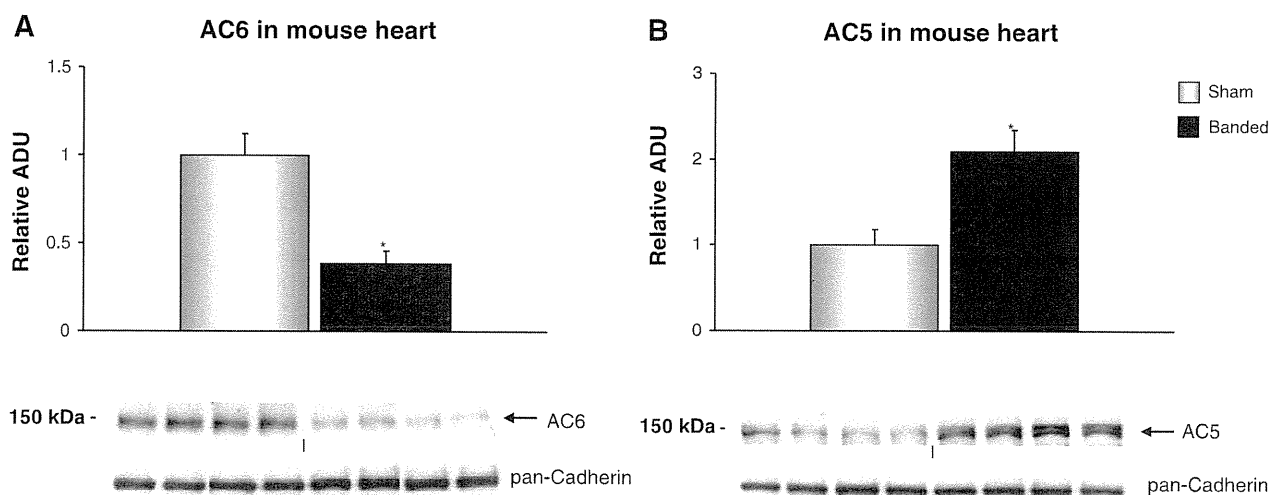 A
AC6 in mouse heart
1.5
1
0.5
0
Relative ADU
*
150 kDa -
AC6
pan-Cadherin
B
AC5 in mouse heart
3
2
1
0
Relative ADU
*
Sham
Banded
150 kDa -
AC5
pan-Cadherin